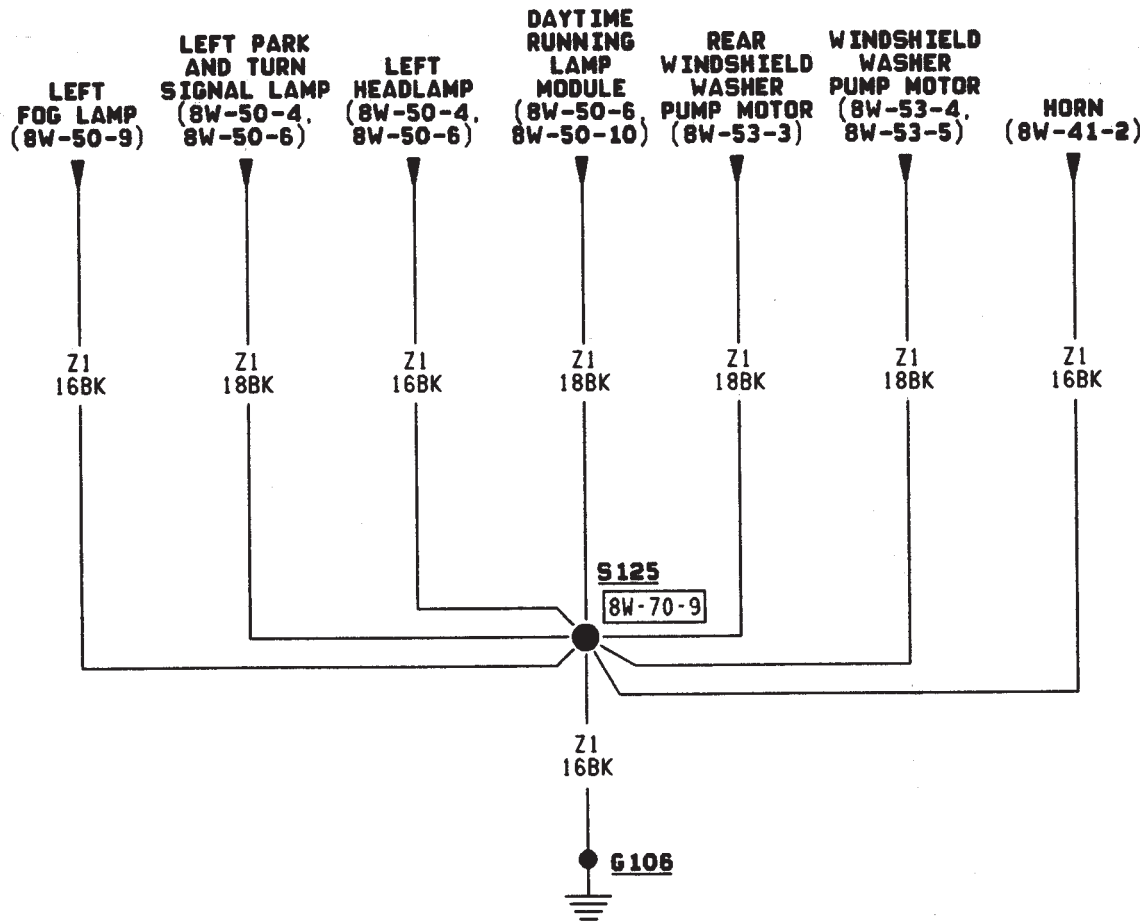 LEFT
FOG LAMP
(8W-50-9)
LEFT PARK
AND TURN
SIGNAL LAMP
(8W-50-4,
8W-50-6)
LEFT
HEADLAMP
(8W-50-4,
8W-50-6)
DAYTIME
RUNNING
LAMP
MODULE
(8W-50-6,
8W-50-10)
REAR
WINDSHIELD
WASHER
PUMP MOTOR
(8W-53-3)
WINDSHIELD
WASHER
PUMP MOTOR
(8W-53-4,
8W-53-5)
HORN
(8W-41-2)
Z1
16BK
Z1
18BK
Z1
16BK
Z1
18BK
Z1
18BK
Z1
18BK
Z1
16BK
S125
8W-70-9
Z1
16BK
G106